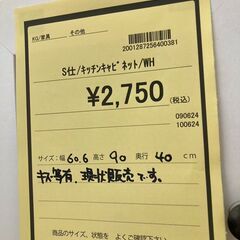 KG/家具 その他
2001287256400381
S仕/キッチンキャビネット/WH
¥2,750(税込)
090624
100624
サイズ:幅 60.6 高さ 90 奥行 40 cm
キズ等有、現状販売です。
商品のサイズ、状態を よくご確認下さい